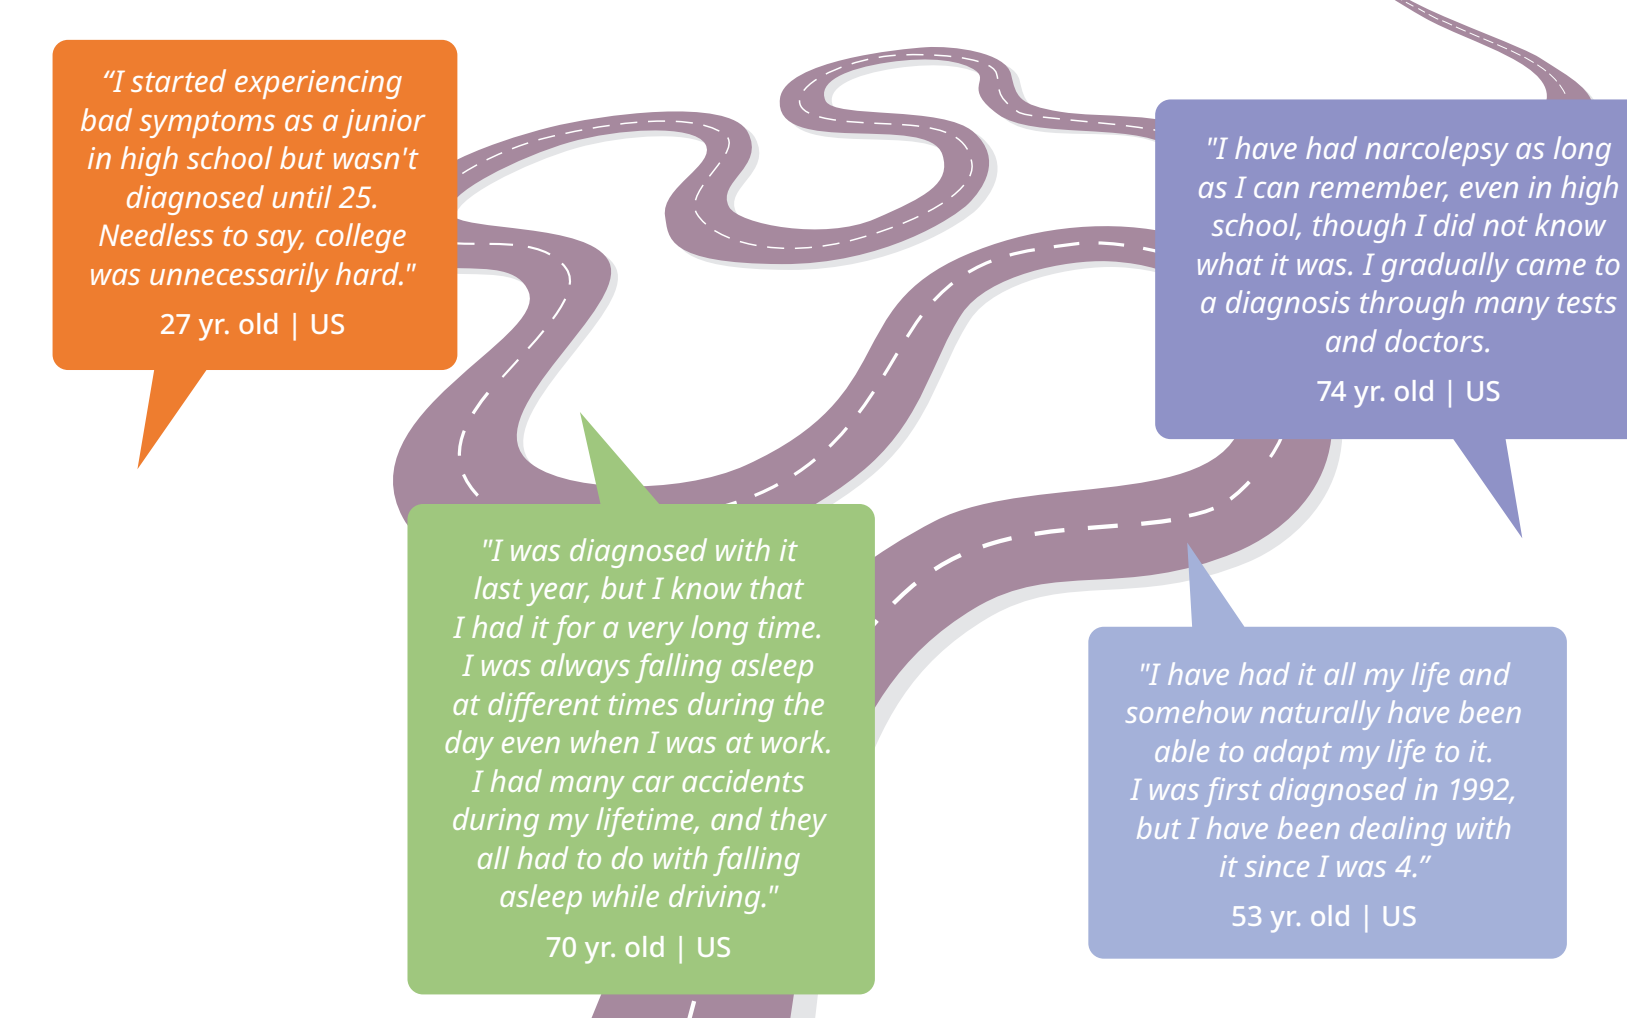 “I started experiencing
bad symptoms as a junior
in high school but wasn't
diagnosed until 25.
Needless to say, college
was unnecessarily hard."
27 yr. old | US
"I have had narcolepsy as long
as I can remember, even in high
school, though I did not know
what it was. I gradually came to
a diagnosis through many tests
and doctors.
74 yr. old | US
"I was diagnosed with it
last year, but I know that
I had it for a very long time.
I was always falling asleep
at different times during the
day even when I was at work.
I had many car accidents
during my lifetime, and they
all had to do with falling
asleep while driving."
70 yr. old | US
"I have had it all my life and
somehow naturally have been
able to adapt my life to it.
I was first diagnosed in 1992,
but I have been dealing with
it since I was 4.”
53 yr. old | US